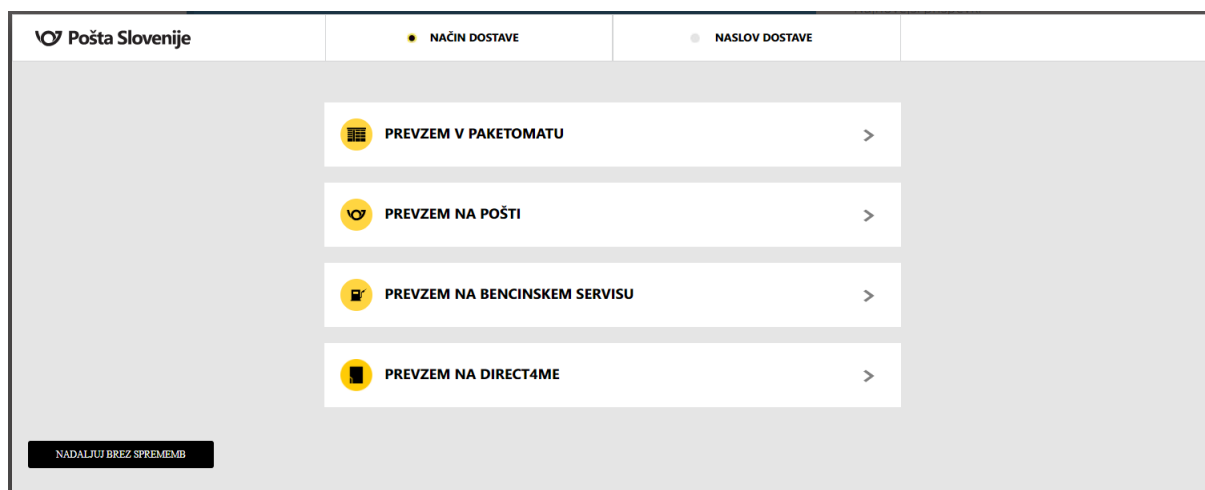 Pošta Slovenije
NAČIN DOSTAVE
NASLOV DOSTAVE
PREVZEM V PAKETOMATU
PREVZEM NA POŠTI
PREVZEM NA BENCINSKEM SERVISU
PREVZEM NA DIRECT4ME
NADALJUJ BREZ SPREMEMB